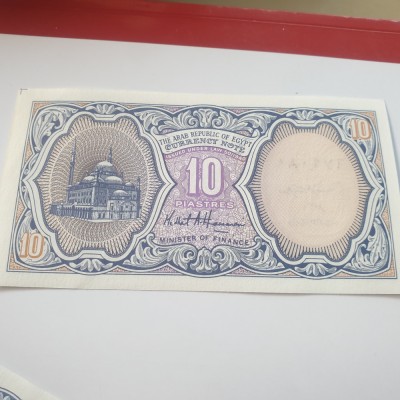 10
THE ARAB REPUBLIC OF EGYPT
CURRENCY NOTE
10
PIASTRES
MINISTER OF FINANCE
10